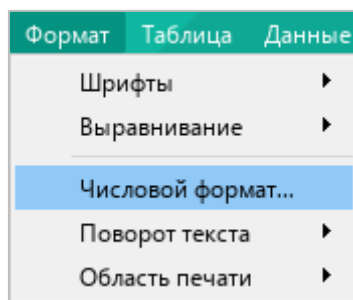 Формат Таблица Данные
Шрифты
Выравнивание
Числовой формат...
Поворот текста
Область печати